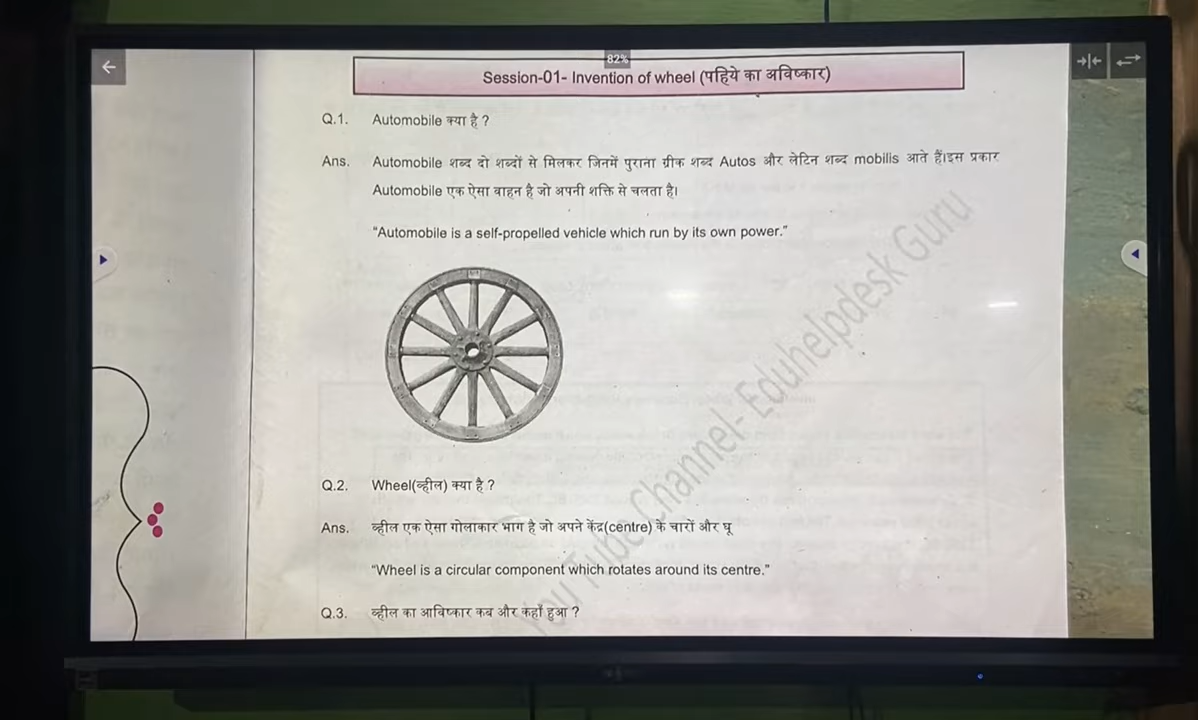 82%
Session-01- Invention of wheel (पहिये का अविष्कार)
Q.1. Automobile क्या है ?
Ans. Automobile शब्द दो शब्दों से मिलकर जिनमें पुराना ग्रीक शब्द Autos और लेटिन शब्द mobilis आते हैं।इस प्रकार
Automobile एक ऐसा वाहन है जो अपनी शक्ति से चलता है।
“Automobile is a self-propelled vehicle which run by its own power.”
Q.2. Wheel(व्हील) क्या है ?
Ans. व्हील एक ऐसा गोलाकार भाग है जो अपने केंद्र(centre) के चारों और घू
“Wheel is a circular component which rotates around its centre.”
Q.3. व्हील का आविष्कार कब और कहाँ हुआ ?
You Tube Channel- Eduhelpdesk Guru